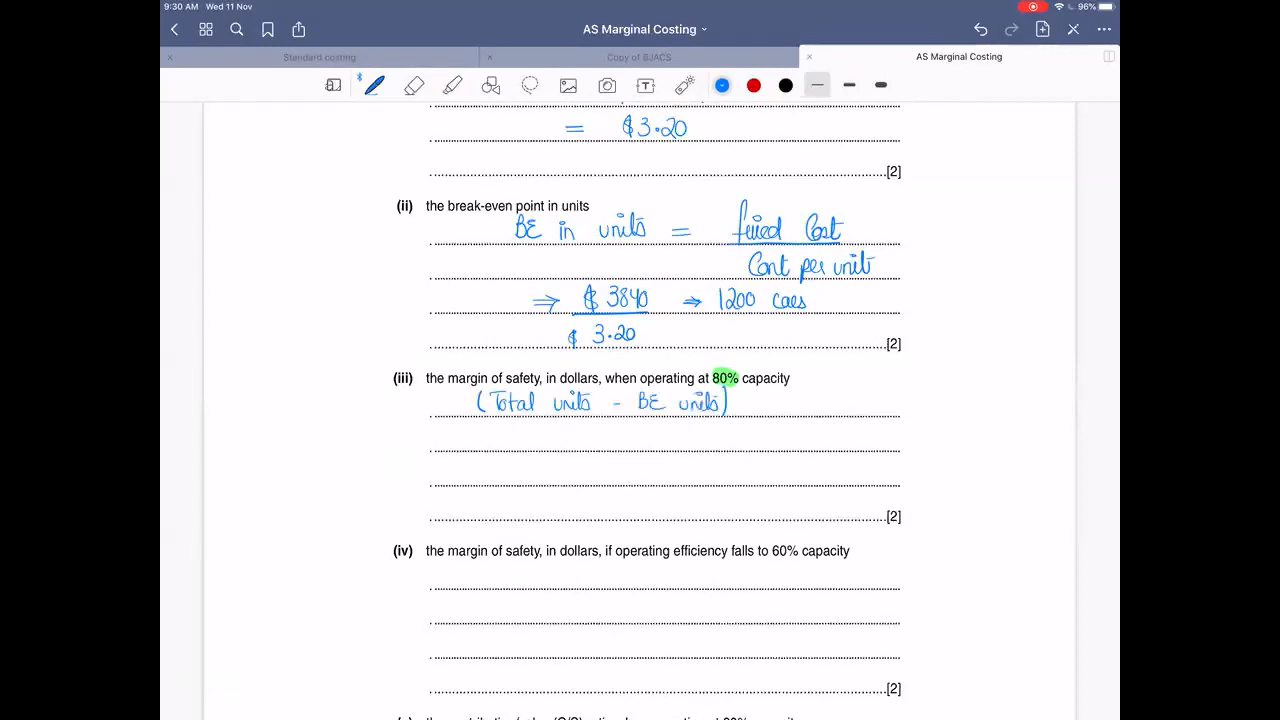 9:30 AM Wed 11 Nov
96%
AS Marginal Costing
Standard costing
Copy of BJACS
AS Marginal Costing
= $3.20
[2]
(ii) the break-even point in units
BE in units = fixed Cost
Cont per unit
⇒ $3840 ⇒ 1200 caes
$ 3.20
[2]
(iii) the margin of safety, in dollars, when operating at 80% capacity
(Total units - BE units)
[2]
(iv) the margin of safety, in dollars, if operating efficiency falls to 60% capacity
[2]